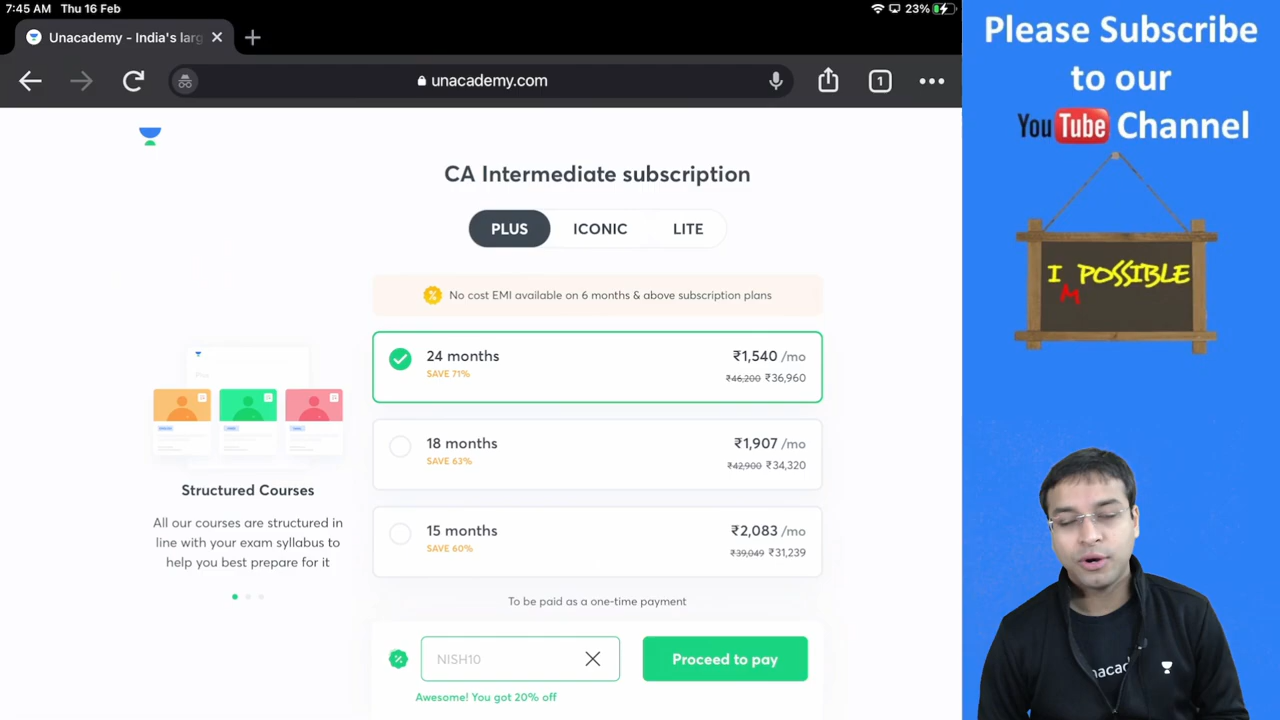 7:45 AM Thu 16 Feb
23%
Unacademy - India's larg
unacademy.com
1
CA Intermediate subscription
PLUS
ICONIC
LITE
No cost EMI available on 6 months & above subscription plans
24 months
₹1,540 /mo
SAVE 71%
₹46,200 ₹36,960
18 months
₹1,907 /mo
SAVE 63%
₹42,900 ₹34,320
15 months
₹2,083 /mo
SAVE 60%
₹39,049 ₹31,239
To be paid as a one-time payment
NISH10
Proceed to pay
Awesome! You got 20% off
Plus
Structured Courses
All our courses are structured in
line with your exam syllabus to
help you best prepare for it
Please Subscribe
to our
YouTube Channel
I POSSIBLE
M
nacad